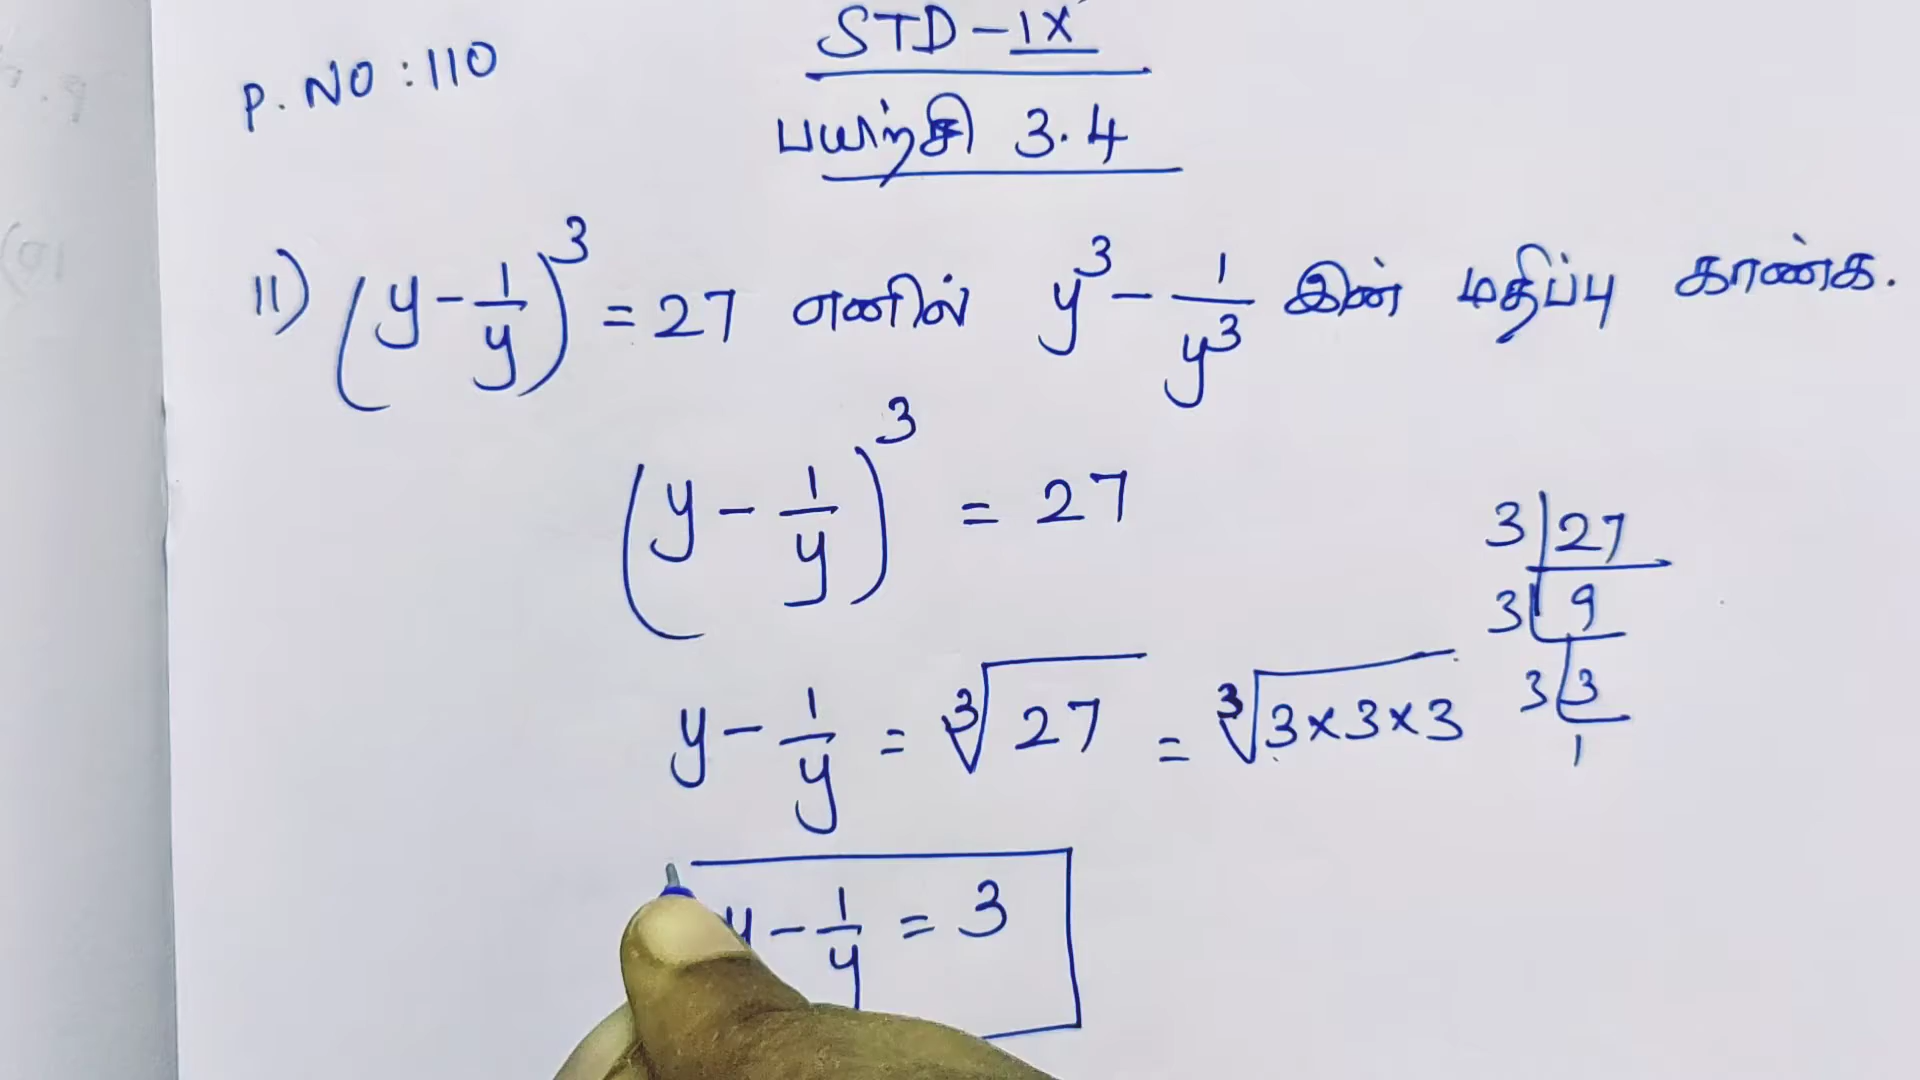 P. NO : 110
STD - IX
பயிற்சி 3.4
11) (y - 1/y)³ = 27 எனில் y³ - 1/y³ இன் மதிப்பு காண்க.
(y - 1/y)³ = 27
3 | 27
3 | 9
3 | 3
1
y - 1/y = ∛27 = ∛3×3×3
y - 1/y = 3